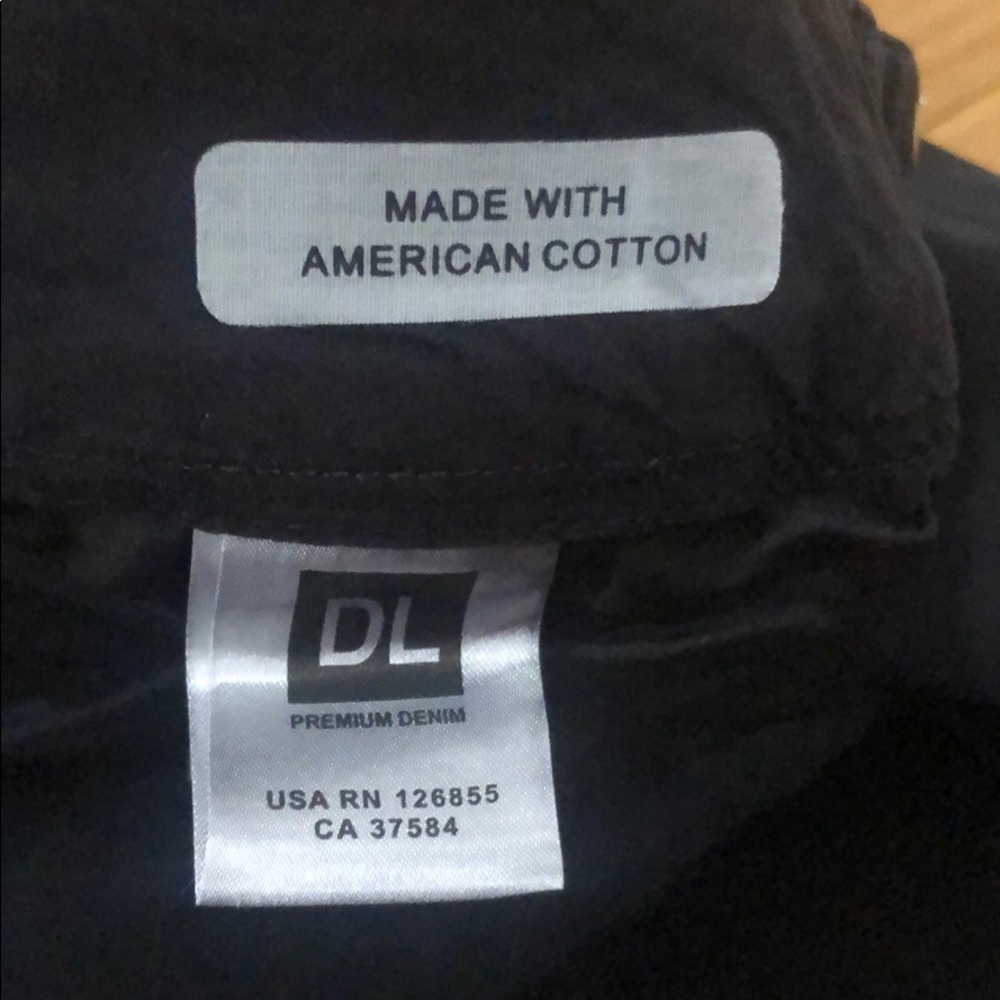 MADE WITH
AMERICAN COTTON
DL
PREMIUM DENIM
USA RN 126855
CA 37584